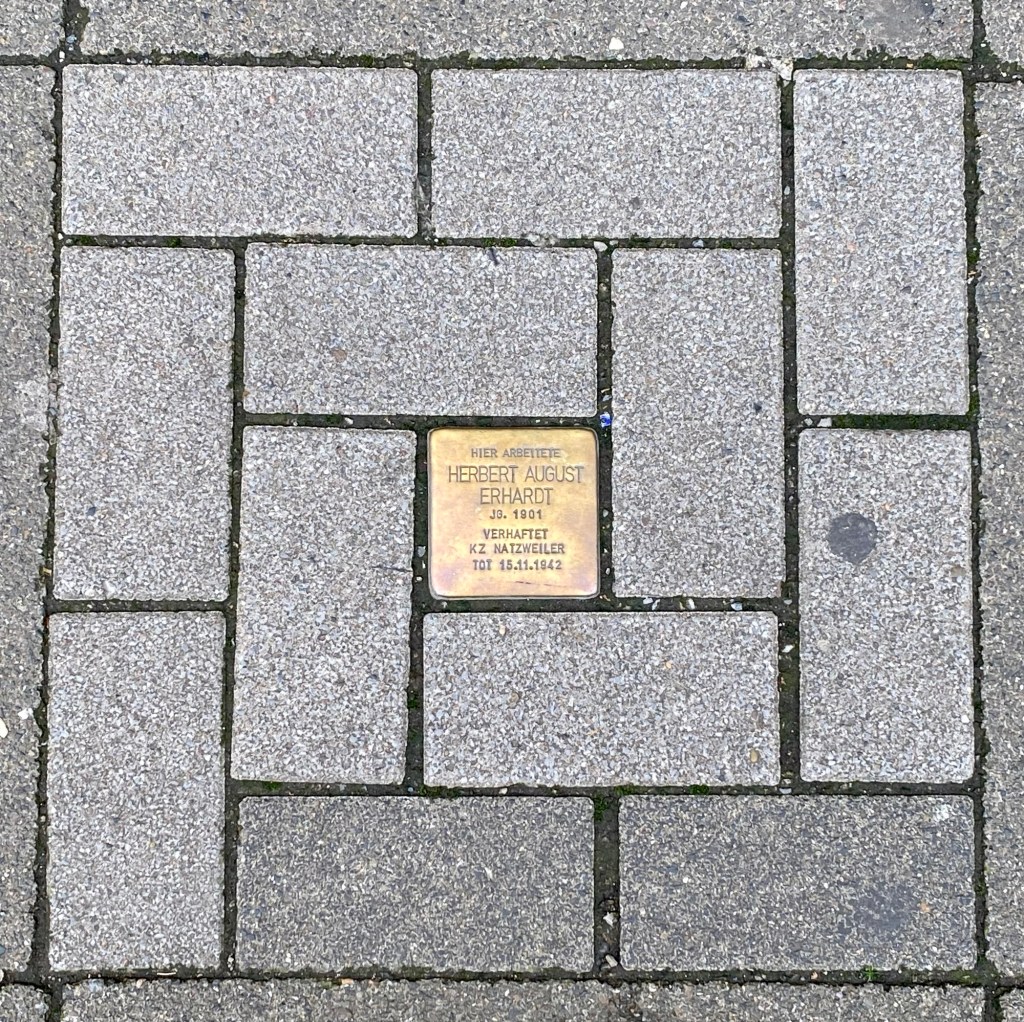 HIER ARBEITETE
HERBERT AUGUST
ERHARDT
JG. 1901
VERHAFTET
KZ NATZWEILER
TOT 15.11.1942